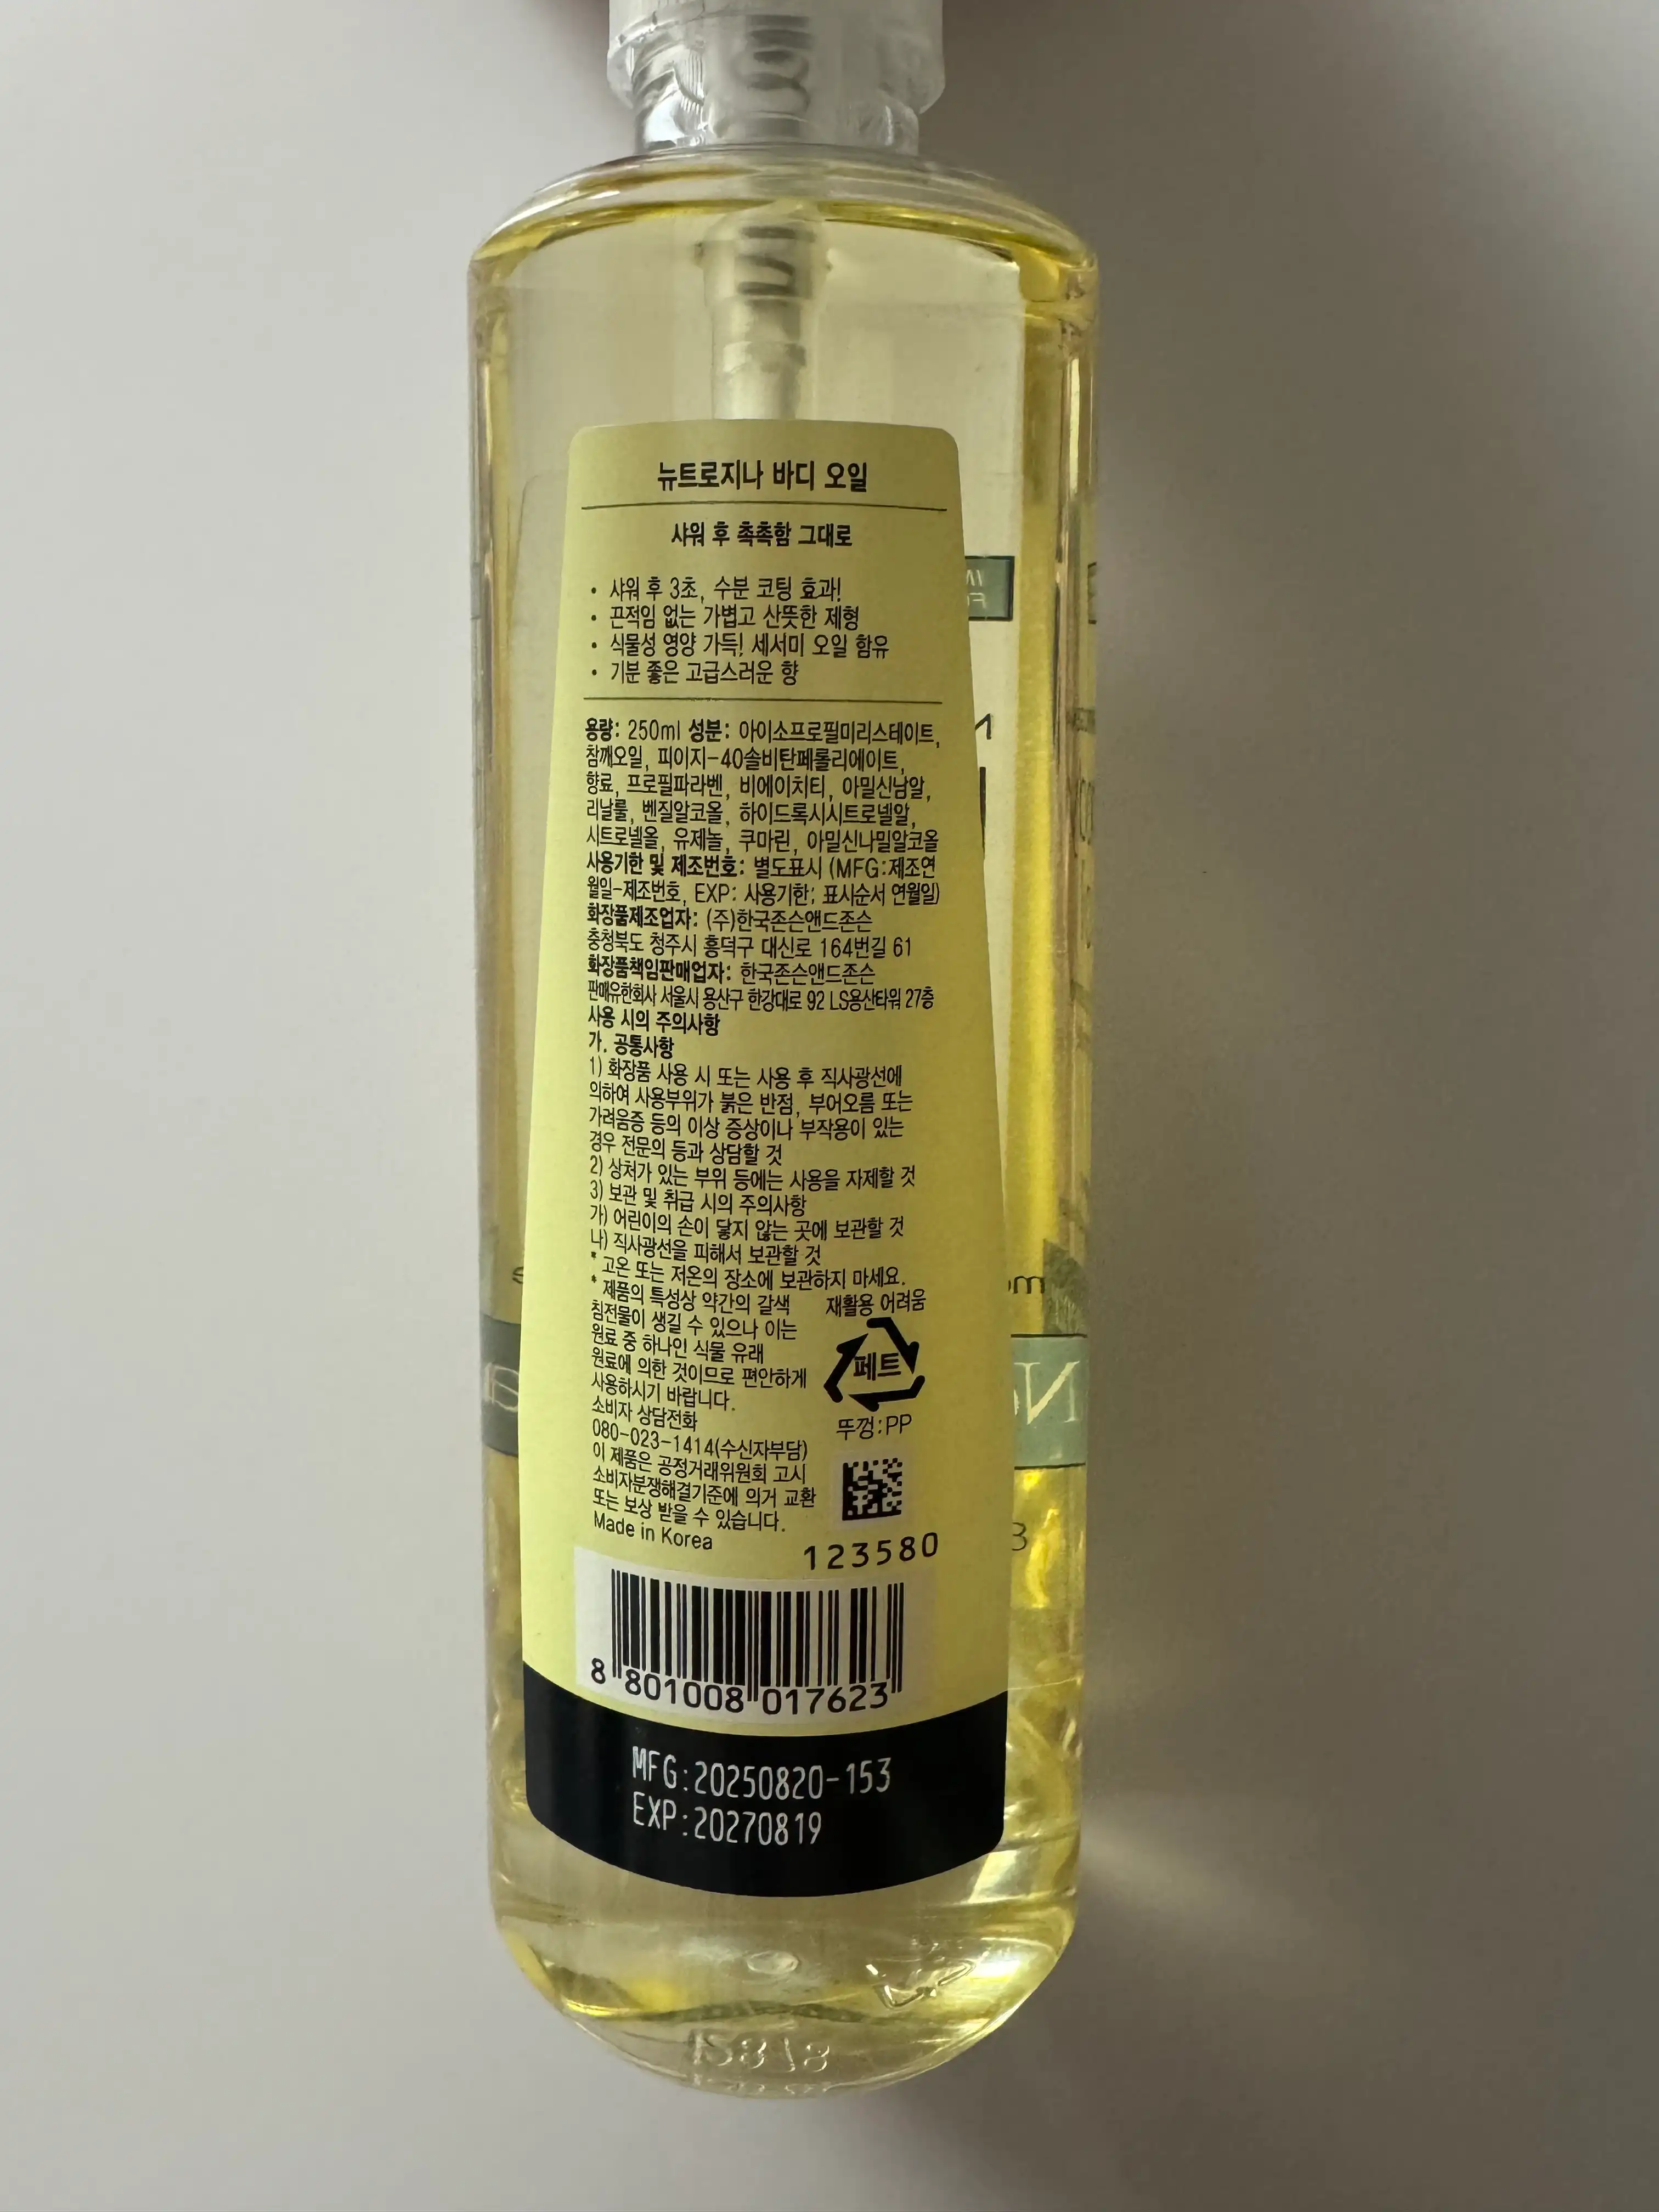 뉴트로지나 바디 오일
샤워 후 촉촉함 그대로
• 샤워 후 3초, 수분 코팅 효과!
• 끈적임 없는 가볍고 산뜻한 제형
• 식물성 영양 가득! 세서미 오일 함유
• 기분 좋은 고급스러운 향
용량: 250ml 성분: 아이소프로필미리스테이트,
참깨오일, 피이지-40솔비탄페롤리에이트,
향료, 프로필파라벤, 비에이치티, 아밀신남알,
리날룰, 벤질알코올, 하이드록시시트로넬알,
시트로넬올, 유제놀, 쿠마린, 아밀신나밀알코올
사용기한 및 제조번호: 별도표시 (MFG:제조연
월일-제조번호, EXP: 사용기한; 표시순서 연월일)
화장품제조업자: (주)한국존슨앤드존슨
충청북도 청주시 흥덕구 대신로 164번길 61
화장품책임판매업자: 한국존슨앤드존슨
판매유한회사 서울시 용산구 한강대로 92 LS용산타워 27층
사용 시의 주의사항
가. 공통사항
1) 화장품 사용 시 또는 사용 후 직사광선에
의하여 사용부위가 붉은 반점, 부어오름 또는
가려움증 등의 이상 증상이나 부작용이 있는
경우 전문의 등과 상담할 것
2) 상처가 있는 부위 등에는 사용을 자제할 것
3) 보관 및 취급 시의 주의사항
가) 어린이의 손이 닿지 않는 곳에 보관할 것
나) 직사광선을 피해서 보관할 것
* 고온 또는 저온의 장소에 보관하지 마세요.
* 제품의 특성상 약간의 갈색
침전물이 생길 수 있으나 이는
원료 중 하나인 식물 유래
원료에 의한 것이므로 편안하게
사용하시기 바랍니다.
소비자 상담전화
080-023-1414(수신자부담)
이 제품은 공정거래위원회 고시
소비자분쟁해결기준에 의거 교환
또는 보상 받을 수 있습니다.
Made in Korea
재활용 어려움
페트
뚜껑:PP
123580
8 801008 017623
MFG:20250820-153
EXP:20270819